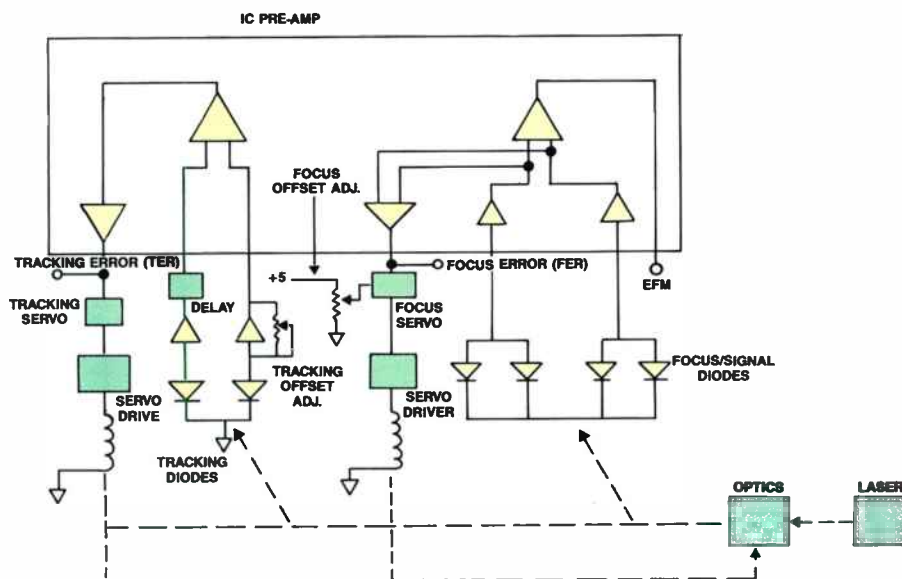 IC PRE-AMP
FOCUS
OFFSET ADJ.
TRACKING ERROR (TER)
+5
FOCUS ERROR (FER)
EFM
TRACKING
SERVO
DELAY
FOCUS
SERVO
TRACKING
OFFSET
ADJ.
FOCUS/SIGNAL
DIODES
SERVO
DRIVE
SERVO
DRIVER
TRACKING
DIODES
OPTICS
LASER